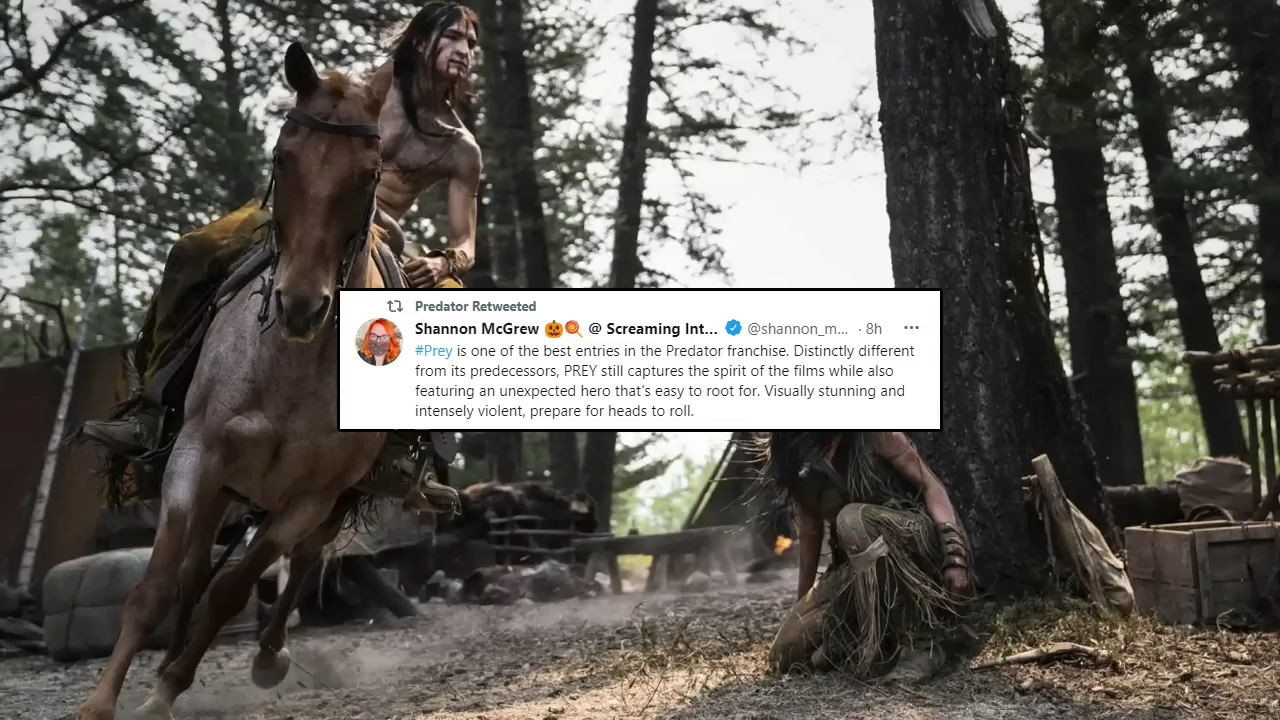 Predator Retweeted
Shannon McGrew 🎃🍭 @ Screaming Int... @shannon_m... · 8h ···
#Prey is one of the best entries in the Predator franchise. Distinctly different
from its predecessors, PREY still captures the spirit of the films while also
featuring an unexpected hero that's easy to root for. Visually stunning and
intensely violent, prepare for heads to roll.